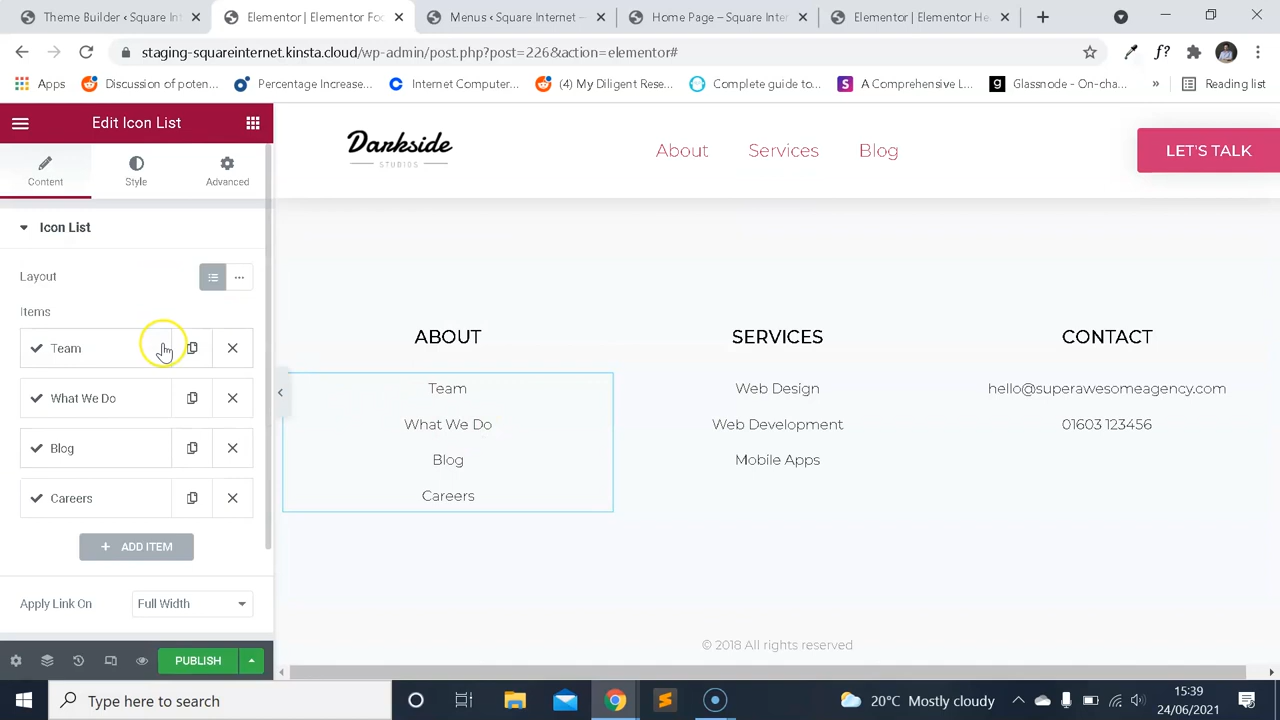 Theme Builder ‹ Square Int
Elementor | Elementor Foo
Menus ‹ Square Internet —
Home Page – Square Intern
Elementor | Elementor He
staging-squareinternet.kinsta.cloud/wp-admin/post.php?post=226&action=elementor#
f?
Apps
Discussion of poten...
Percentage Increase...
Internet Computer...
(4) My Diligent Rese...
Complete guide to...
S
A Comprehensive, L...
g
Glassnode - On-cha...
»
Reading list
Edit Icon List
Content
Style
Advanced
Icon List
Layout
Items
Team
What We Do
Blog
Careers
+ ADD ITEM
Apply Link On
Full Width
PUBLISH
Darkside
STUDIOS
About
Services
Blog
LET'S TALK
ABOUT
Team
What We Do
Blog
Careers
SERVICES
Web Design
Web Development
Mobile Apps
CONTACT
hello@superawesomeagency.com
01603 123456
© 2018 All rights reserved
Type here to search
20°C Mostly cloudy
15:39
24/06/2021